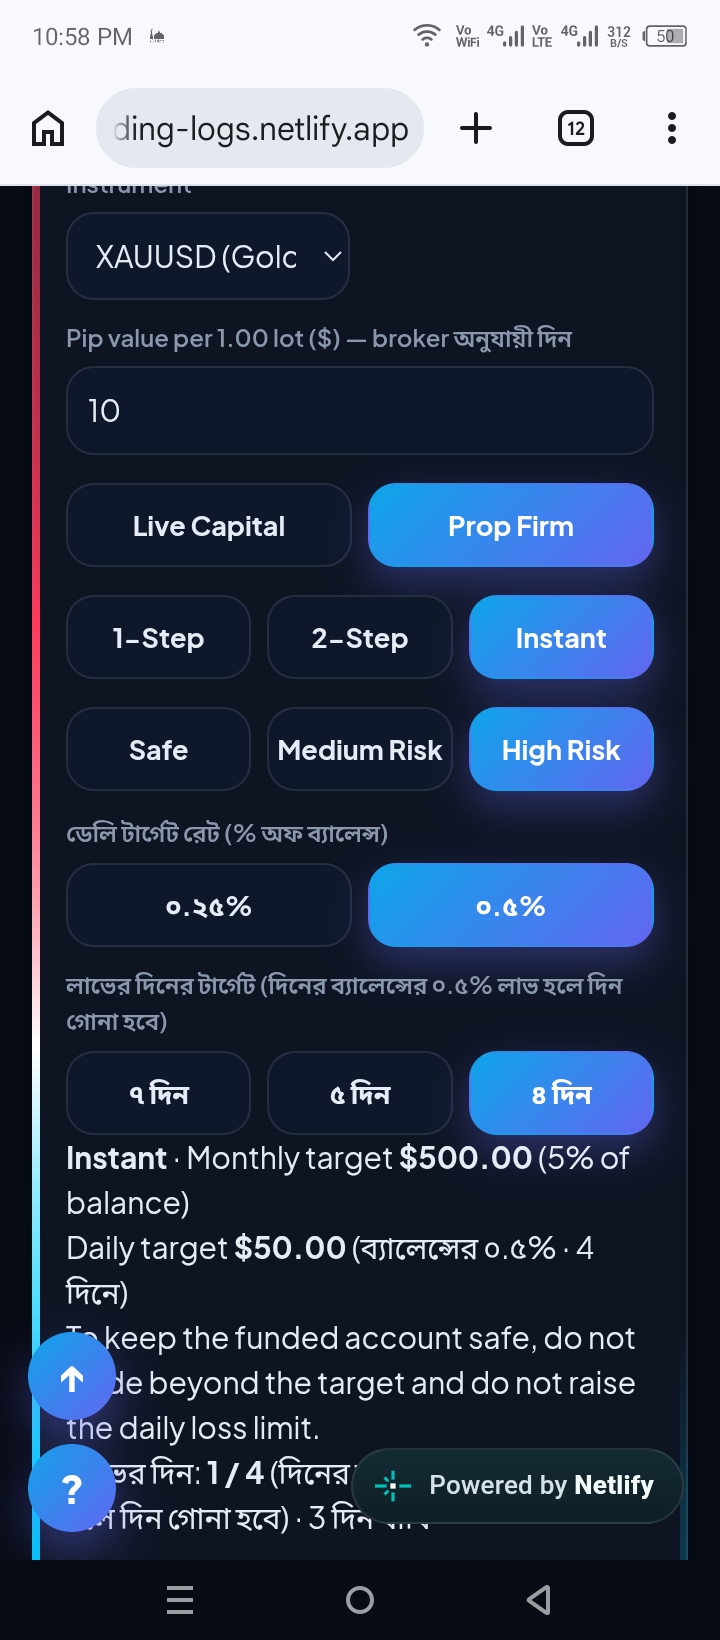 10:58 PM
Vo WiFi 4G Vo LTE 4G 312 B/S 50
ding-logs.netlify.app
12
Instrument
XAUUSD (Gold
Pip value per 1.00 lot ($) — broker অনুযায়ী দিন
10
Live Capital Prop Firm
1-Step 2-Step Instant
Safe Medium Risk High Risk
ডেলি টার্গেট রেট (% অফ ব্যালেন্স)
০.২৫% ০.৫%
লাভের দিনের টার্গেট (দিনের ব্যালেন্সের ০.৫% লাভ হলে দিন
গোনা হবে)
৭ দিন ৫ দিন ৪ দিন
Instant · Monthly target $500.00 (5% of
balance)
Daily target $50.00 (ব্যালেন্সের ০.৫% · 4
দিনে)
To keep the funded account safe, do not
de beyond the target and do not raise
the daily loss limit.
ভের দিন: 1 / 4 (দিনের
Powered by Netlify
?
দিন গোনা হবে) · 3 দিন